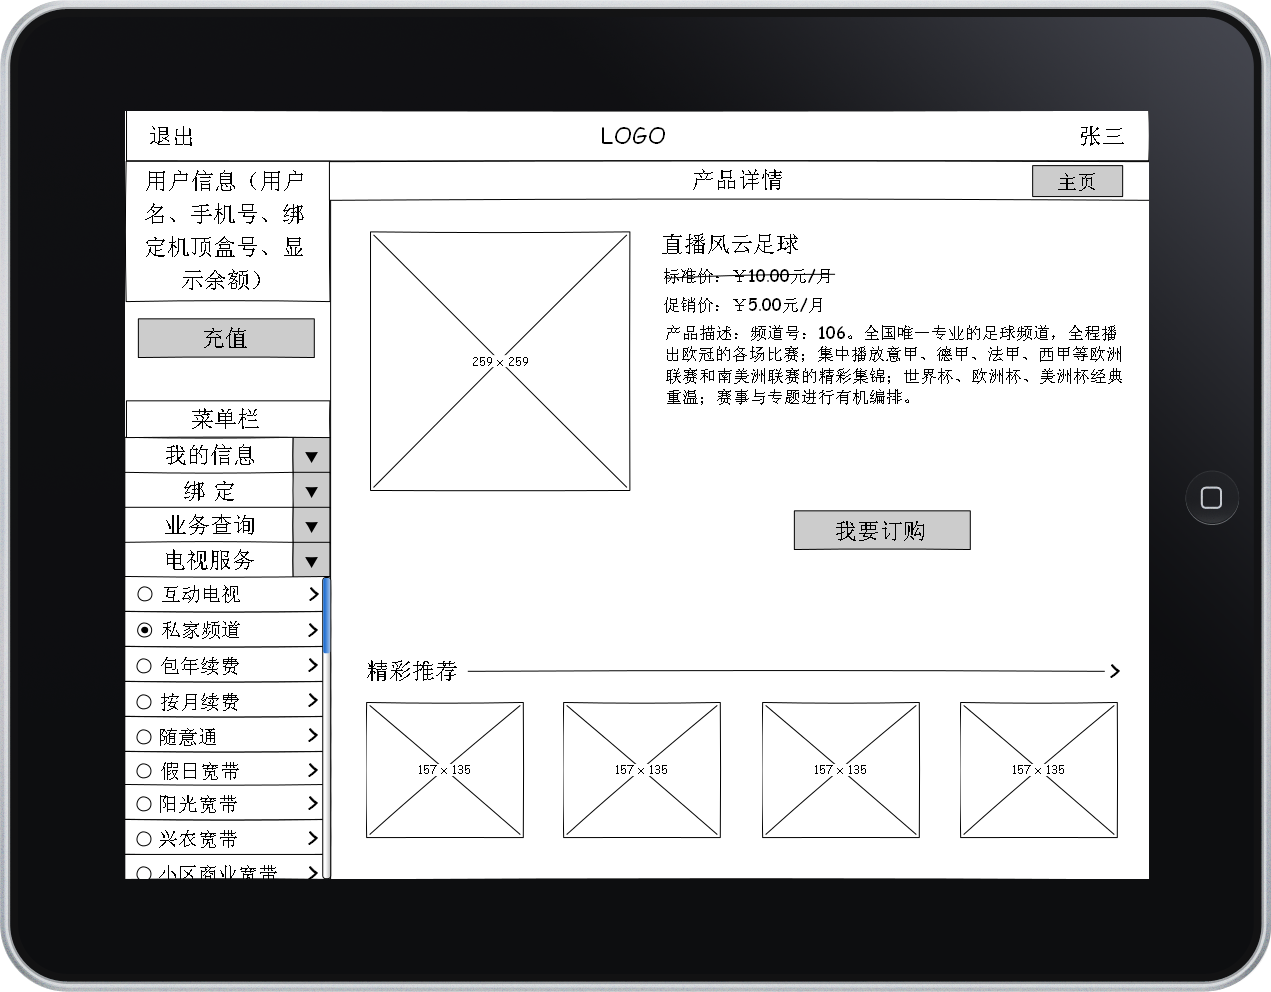 退出
LOGO
张三
用户信息（用户
名、手机号、绑
定机顶盒号、显
示余额）
充值
菜单栏
我的信息
绑 定
业务查询
电视服务
互动电视
私家频道
包年续费
按月续费
随意通
假日宽带
阳光宽带
兴农宽带
小区商业宽带
产品详情
主页
259 x 259
直播风云足球
标准价：￥10.00元/月
促销价：￥5.00元/月
产品描述：频道号：106。全国唯一专业的足球频道，全程播
出欧冠的各场比赛；集中播放意甲、德甲、法甲、西甲等欧洲
联赛和南美洲联赛的精彩集锦；世界杯、欧洲杯、美洲杯经典
重温；赛事与专题进行有机编排。
我要订购
精彩推荐
157 x 135
157 x 135
157 x 135
157 x 135